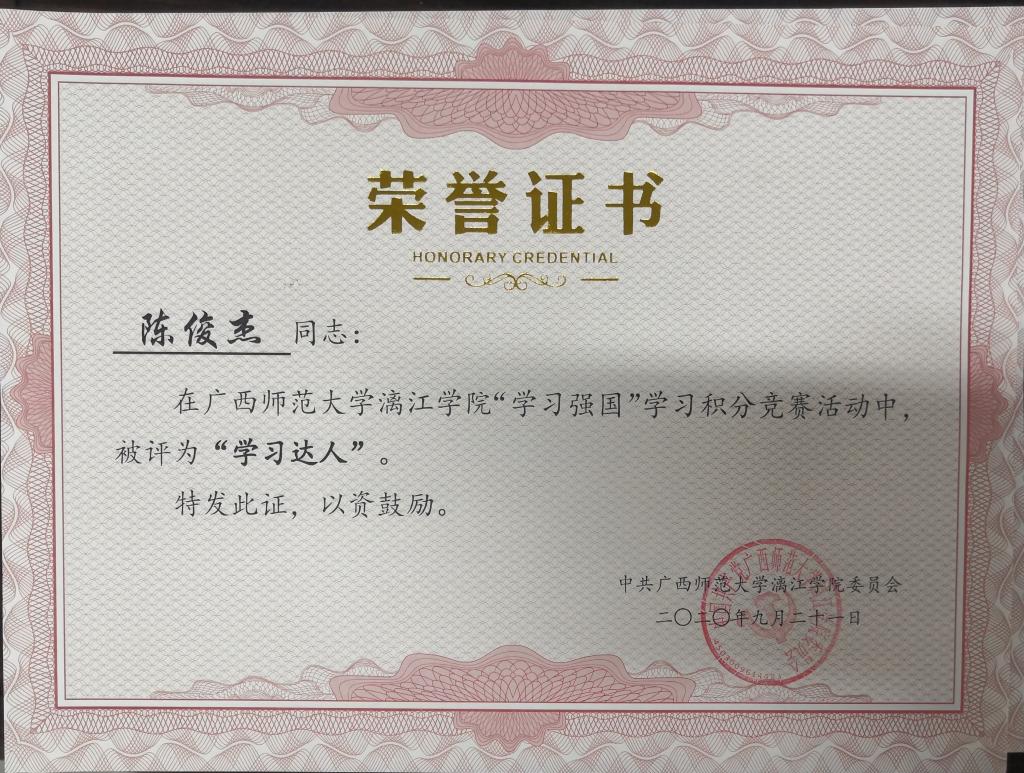 荣誉证书
HONORARY CREDENTIAL
陈俊杰 同志：
在广西师范大学漓江学院“学习强国”学习积分竞赛活动中，
被评为“学习达人”。
特发此证，以资鼓励。
中共广西师范大学漓江学院委员会
二〇二〇年九月二十一日